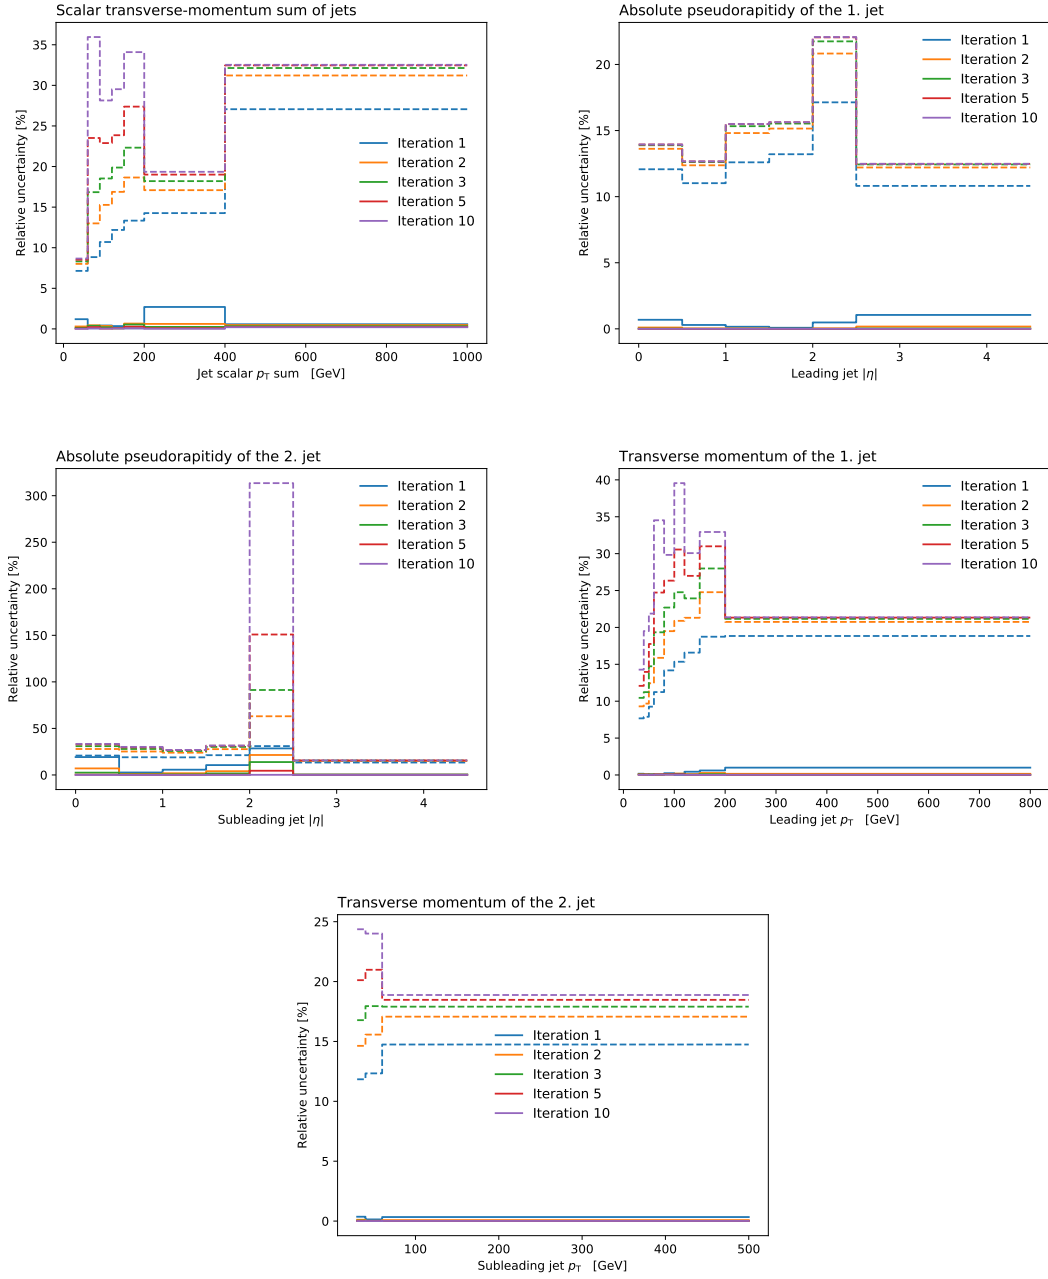 Scalar transverse-momentum sum of jets
Relative uncertainty [%]
35
30
25
20
15
10
5
0
Iteration 1
Iteration 2
Iteration 3
Iteration 5
Iteration 10
0 200 400 600 800 1000
Jet scalar pT sum [GeV]
Absolute pseudorapitidy of the 1. jet
Relative uncertainty [%]
20
15
10
5
0
Iteration 1
Iteration 2
Iteration 3
Iteration 5
Iteration 10
0 1 2 3 4
Leading jet |η|
Absolute pseudorapitidy of the 2. jet
Relative uncertainty [%]
300
250
200
150
100
50
0
Iteration 1
Iteration 2
Iteration 3
Iteration 5
Iteration 10
0 1 2 3 4
Subleading jet |η|
Transverse momentum of the 1. jet
Relative uncertainty [%]
40
35
30
25
20
15
10
5
0
Iteration 1
Iteration 2
Iteration 3
Iteration 5
Iteration 10
0 100 200 300 400 500 600 700 800
Leading jet pT [GeV]
Transverse momentum of the 2. jet
Relative uncertainty [%]
25
20
15
10
5
0
Iteration 1
Iteration 2
Iteration 3
Iteration 5
Iteration 10
100 200 300 400 500
Subleading jet pT [GeV]